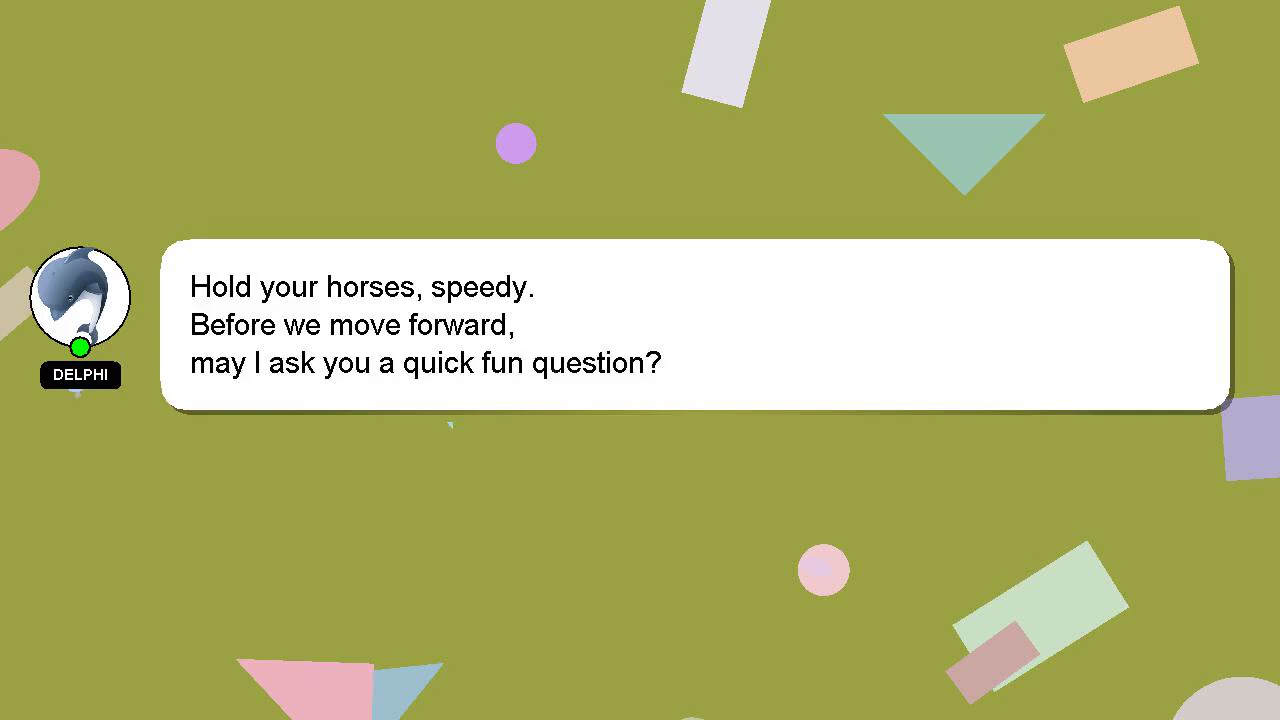 Hold your horses, speedy.
Before we move forward,
may I ask you a quick fun question?
DELPHI